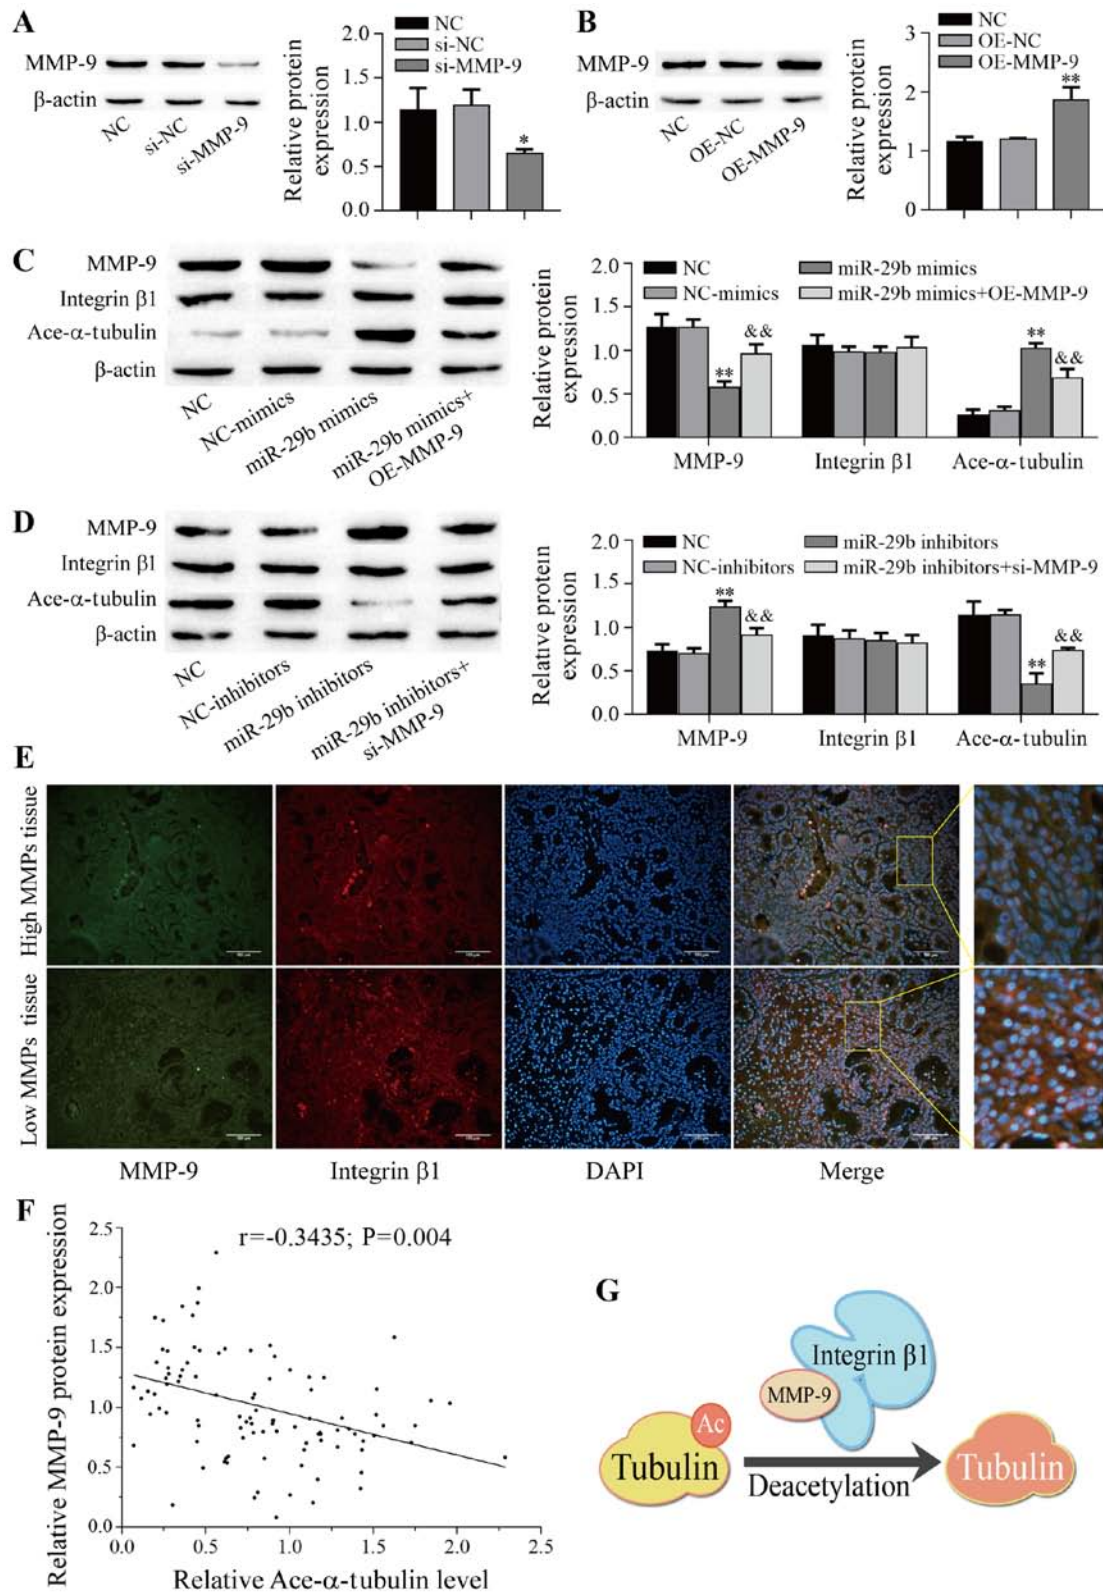 A
MMP-9
β-actin
NC
si-NC
si-MMP-9
Relative protein
expression
2.0
1.5
1.0
0.5
0.0
NC
si-NC
si-MMP-9
*
B
MMP-9
β-actin
NC
OE-NC
OE-MMP-9
Relative protein
expression
3
2
1
0
NC
OE-NC
OE-MMP-9
**
C
MMP-9
Integrin β1
Ace-α-tubulin
β-actin
NC
NC-mimics
miR-29b mimics
miR-29b mimics+
OE-MMP-9
Relative protein
expression
2.0
1.5
1.0
0.5
0.0
NC
NC-mimics
miR-29b mimics
miR-29b mimics+OE-MMP-9
**
&&
**
&&
MMP-9
Integrin β1
Ace-α-tubulin
D
MMP-9
Integrin β1
Ace-α-tubulin
β-actin
NC
NC-inhibitors
miR-29b inhibitors
miR-29b inhibitors+
si-MMP-9
Relative protein
expression
2.0
1.5
1.0
0.5
0.0
NC
NC-inhibitors
miR-29b inhibitors
miR-29b inhibitors+si-MMP-9
**
&&
**
&&
MMP-9
Integrin β1
Ace-α-tubulin
E
High MMPs tissue
Low MMPs tissue
MMP-9
Integrin β1
DAPI
Merge
F
r=-0.3435; P=0.004
Relative MMP-9 protein expression
2.5
2.0
1.5
1.0
0.5
0.0
0.0
0.5
1.0
1.5
2.0
2.5
Relative Ace-α-tubulin level
G
Integrin β1
MMP-9
Ac
Tubulin
Deacetylation
Tubulin